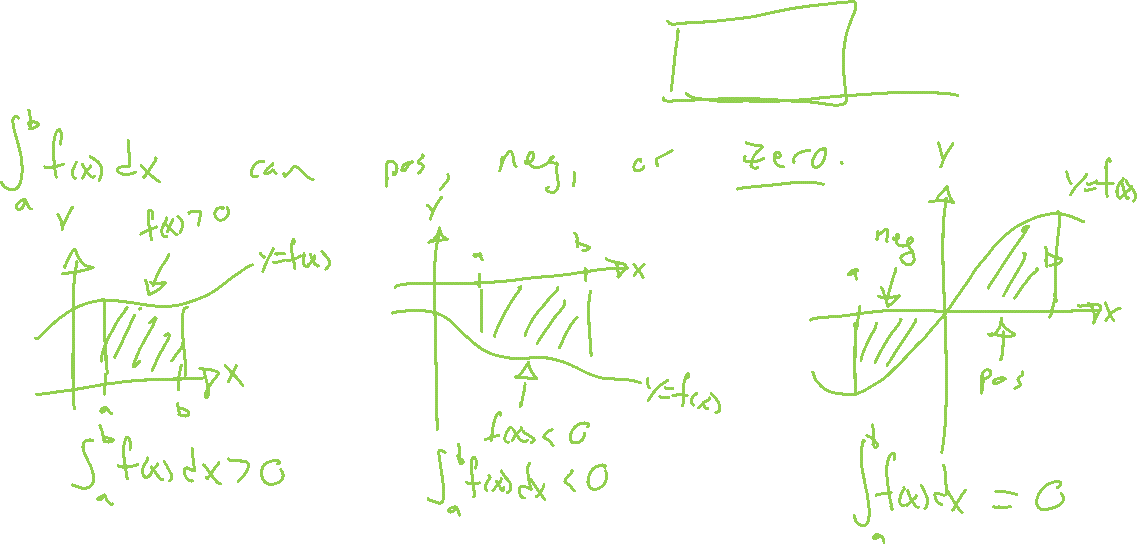 ∫_a^b f(x) dx can pos, neg, or zero.
y
f(x) > 0
y=f(x)
x
a
b
∫_a^b f(x) dx > 0
y
a
b
x
y=f(x)
f(x) < 0
∫_a^b f(x) dx < 0
y
y=f(x)
neg
a
b
x
pos
∫_a^b f(x) dx = 0